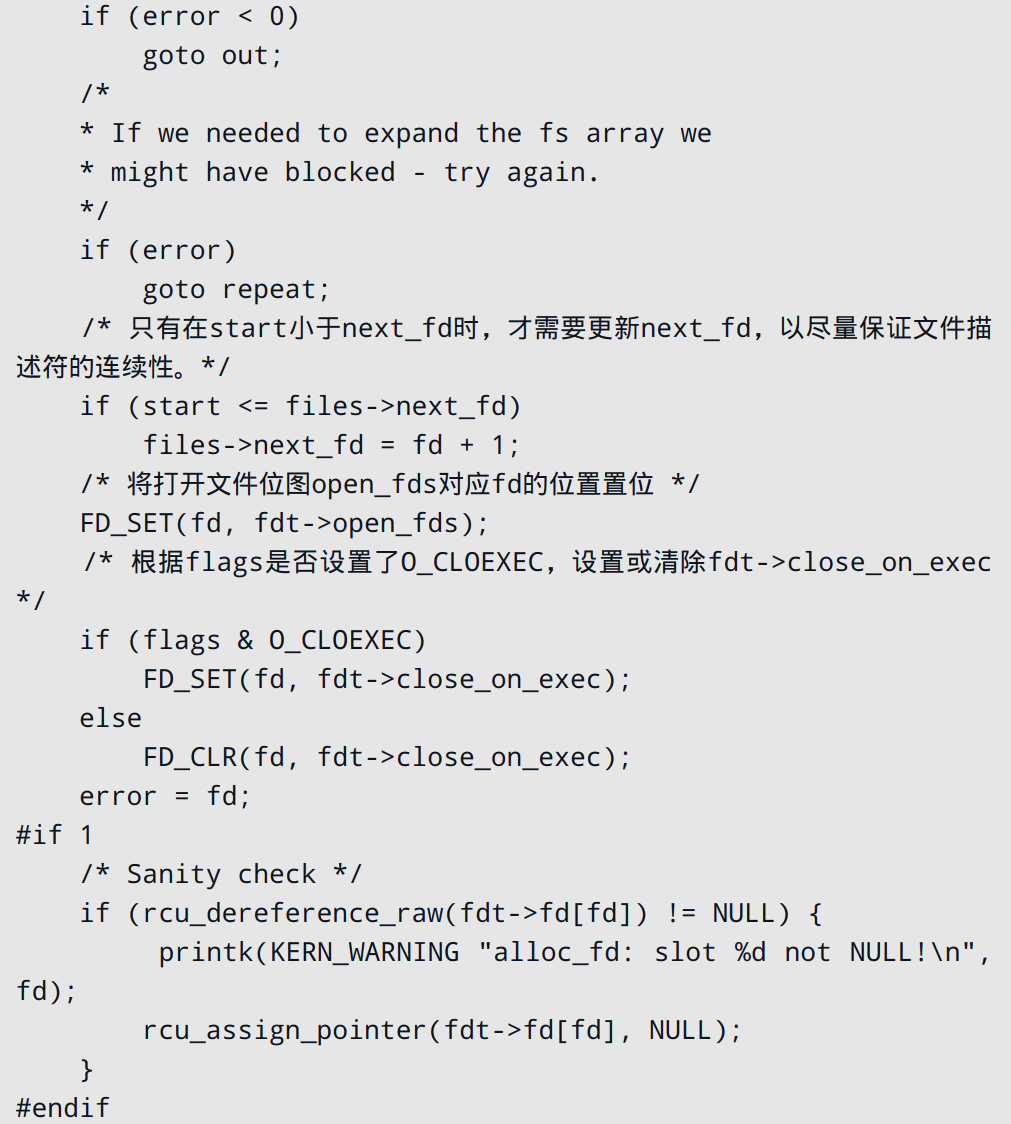 if (error < 0)
        goto out;
    /*
    * If we needed to expand the fs array we
    * might have blocked - try again.
    */
    if (error)
        goto repeat;
    /* 只有在start小于next_fd时，才需要更新next_fd，以尽量保证文件描
述符的连续性。*/
    if (start <= files->next_fd)
        files->next_fd = fd + 1;
    /* 将打开文件位图open_fds对应fd的位置置位 */
    FD_SET(fd, fdt->open_fds);
    /* 根据flags是否设置了O_CLOEXEC，设置或清除fdt->close_on_exec
*/
    if (flags & O_CLOEXEC)
        FD_SET(fd, fdt->close_on_exec);
    else
        FD_CLR(fd, fdt->close_on_exec);
    error = fd;
#if 1
    /* Sanity check */
    if (rcu_dereference_raw(fdt->fd[fd]) != NULL) {
         printk(KERN_WARNING "alloc_fd: slot %d not NULL!\n",
fd);
        rcu_assign_pointer(fdt->fd[fd], NULL);
    }
#endif